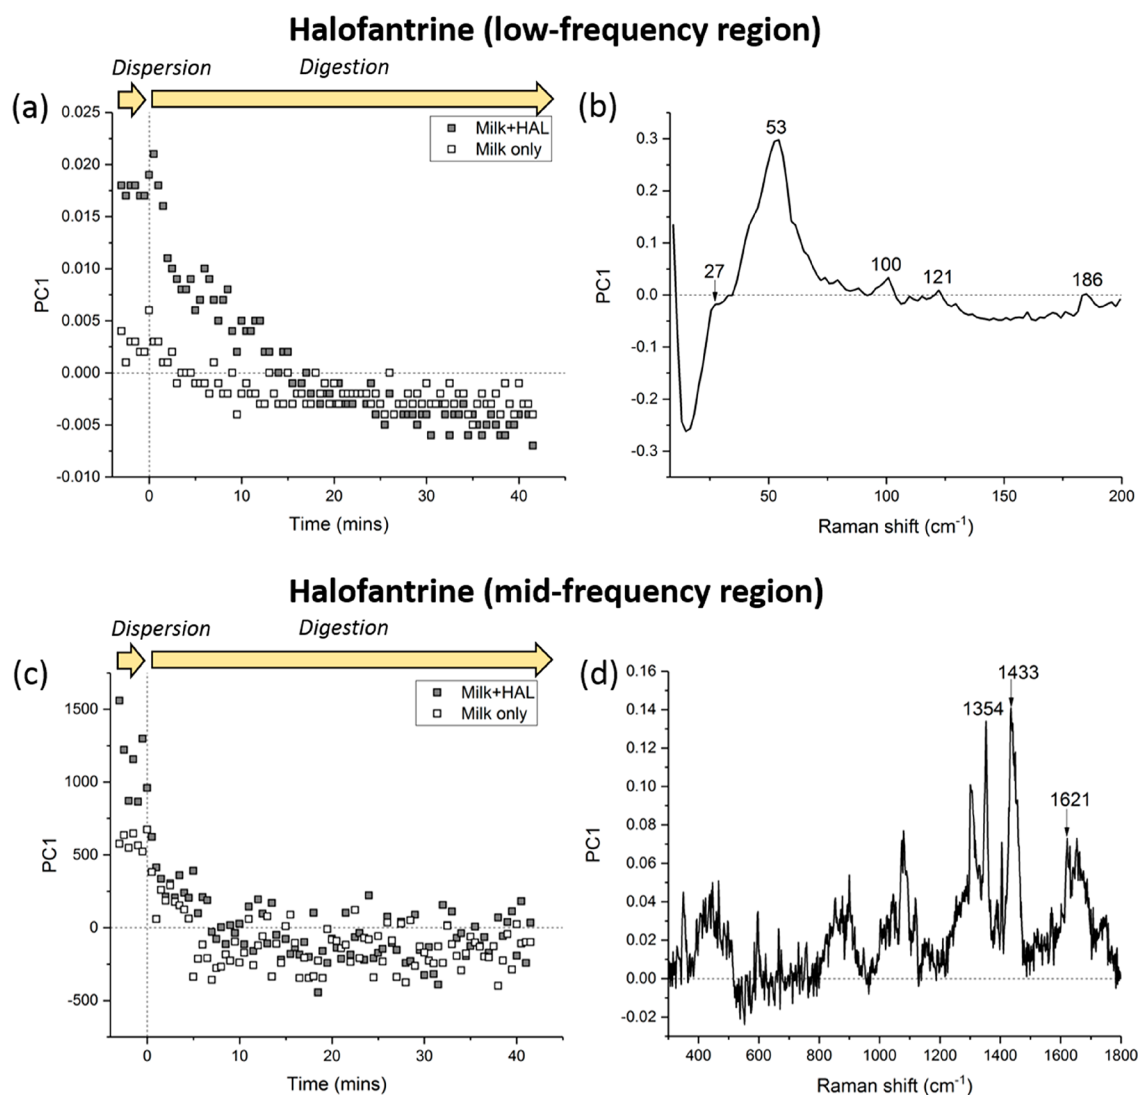 Halofantrine (low-frequency region)
Dispersion Digestion
(a)
0.025
0.020
0.015
0.010
0.005
0.000
-0.005
-0.010
PC1
Milk+HAL
Milk only
0 10 20 30 40
Time (mins)
(b)
0.3
0.2
0.1
0.0
-0.1
-0.2
-0.3
PC1
53
27
100
121
186
50 100 150 200
Raman shift (cm⁻¹)
Halofantrine (mid-frequency region)
Dispersion Digestion
(c)
1500
1000
500
0
-500
PC1
Milk+HAL
Milk only
0 10 20 30 40
Time (mins)
(d)
0.16
0.14
0.12
0.10
0.08
0.06
0.04
0.02
0.00
-0.02
PC1
1433
1354
1621
400 600 800 1000 1200 1400 1600 1800
Raman shift (cm⁻¹)